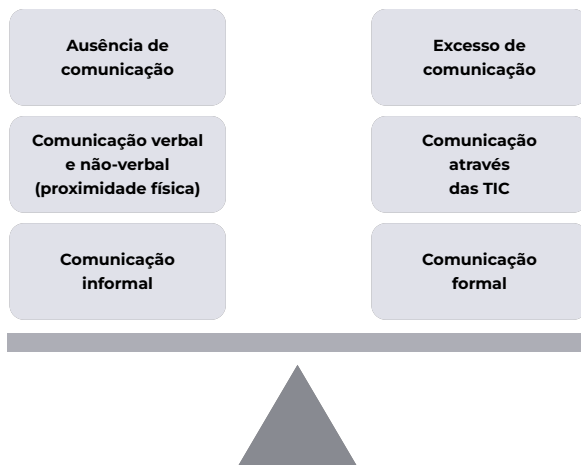 Ausência de
comunicação
Excesso de
comunicação
Comunicação verbal
e não-verbal
(proximidade física)
Comunicação
através
das TIC
Comunicação
informal
Comunicação
formal